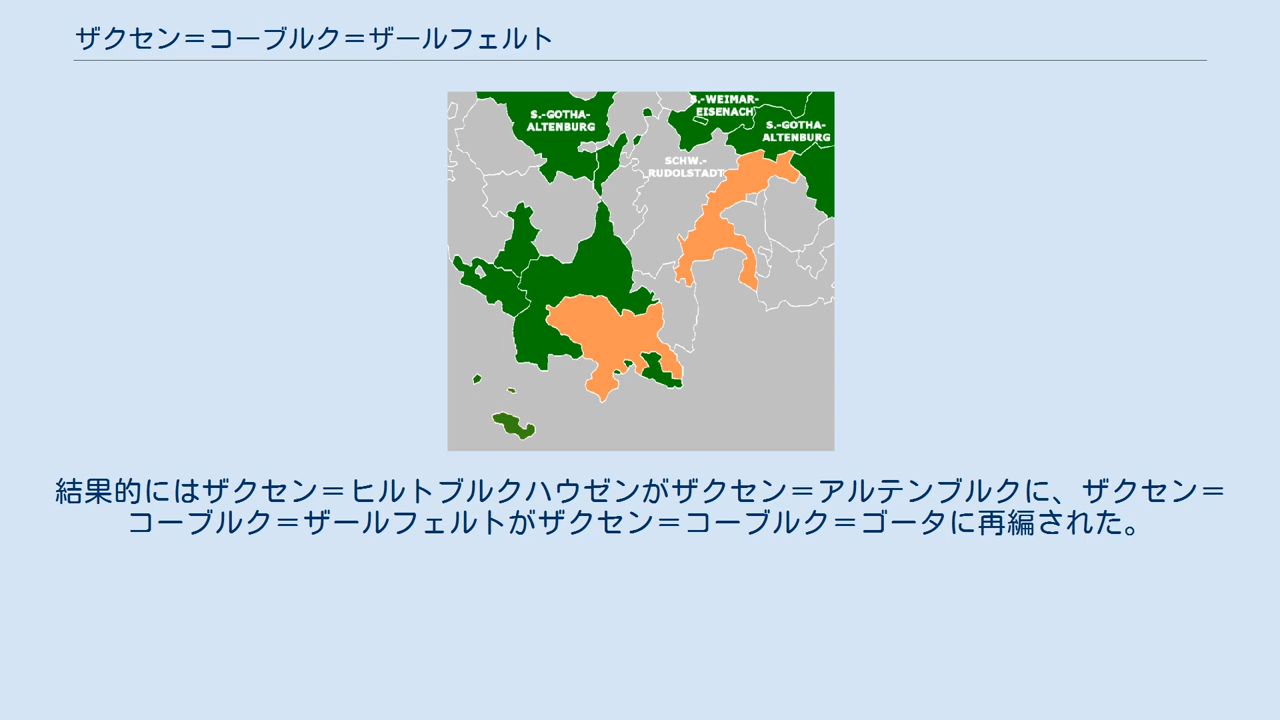 ザクセン＝コーブルク＝ザールフェルト
S.-GOTHA-
ALTENBURG
S.-WEIMAR-
EISENACH
S.-GOTHA-
ALTENBURG
SCHW.-
RUDOLSTADT
結果的にはザクセン＝ヒルトブルクハウゼンがザクセン＝アルテンブルクに、ザクセン＝
コーブルク＝ザールフェルトがザクセン＝コーブルク＝ゴータに再編された。